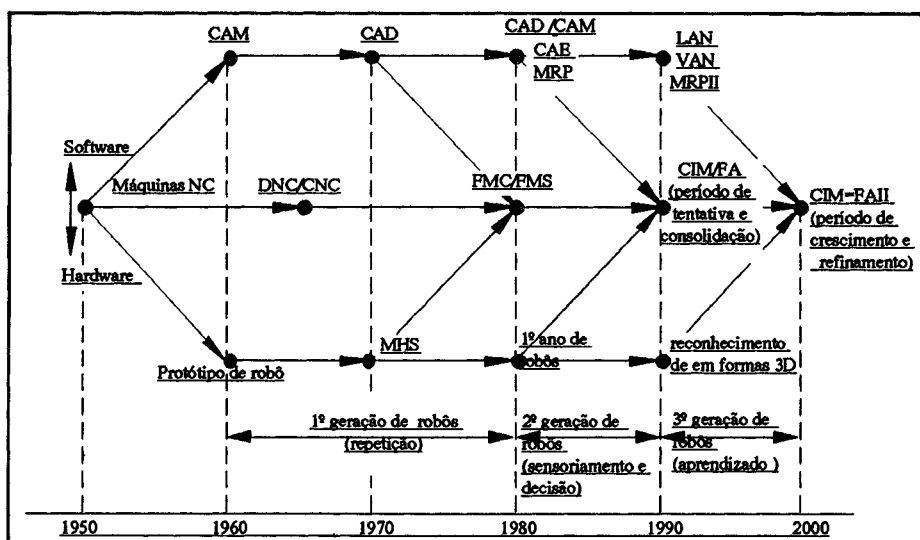 CAM
CAD
CAD /CAM
CAE
MRP
LAN
VAN
MRPII
Software
Máquinas NC
DNC/CNC
FMC/FMS
CIM/FA
(período de
tentativa e
consolidação)
CIM=FAII
(período de
crescimento e
refinamento)
Hardware
Protótipo de robô
MHS
1º ano de
robôs
reconhecimento
de em formas 3D
1º geração de robôs
(repetição)
2º geração de
robôs
(sensoriamento e
decisão)
3º geração de
robôs
(aprendizado )
1950 1960 1970 1980 1990 2000